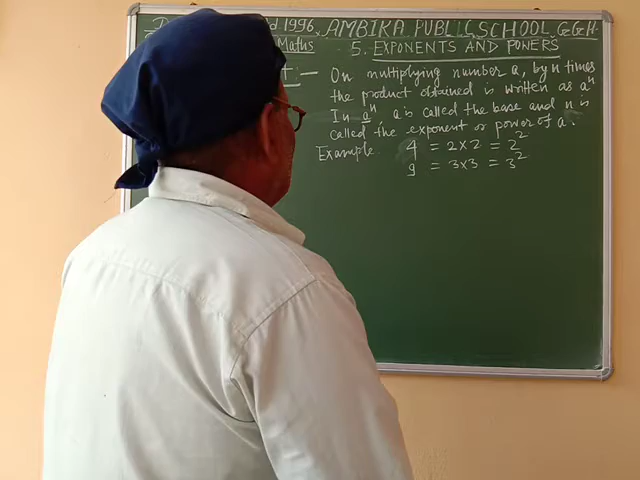 1996, AMBIKA PUBLIC SCHOOL
Maths 5. EXPONENTS AND POWERS
On multiplying number a, by n times
the product obtained is written as aⁿ
In aⁿ, a is called the base and n is
called the exponent or power of a.
Example 4 = 2×2 = 2²
9 = 3×3 = 3²